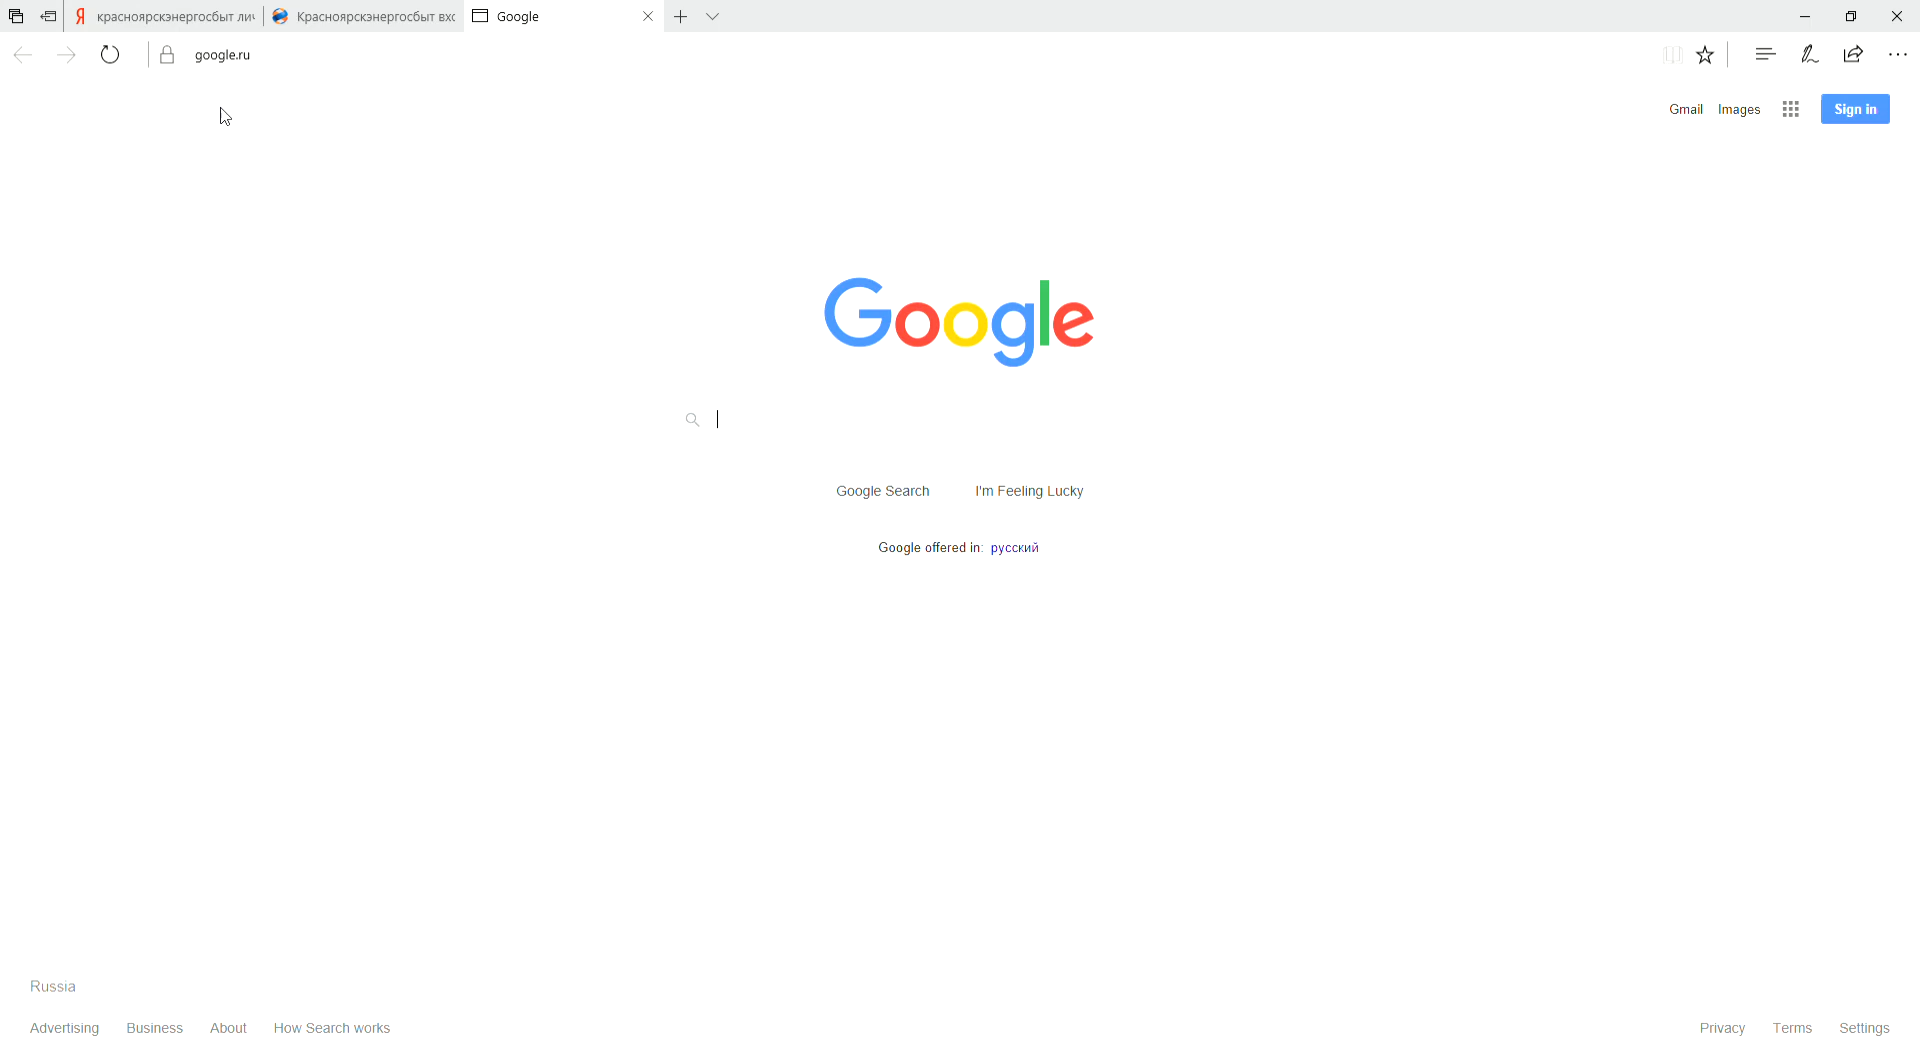 красноярскэнергосбыт ли
Красноярскэнергосбыт вхо
Google
google.ru
Gmail Images Sign in
Google
Google Search I'm Feeling Lucky
Google offered in: русский
Russia
Advertising Business About How Search works
Privacy Terms Settings